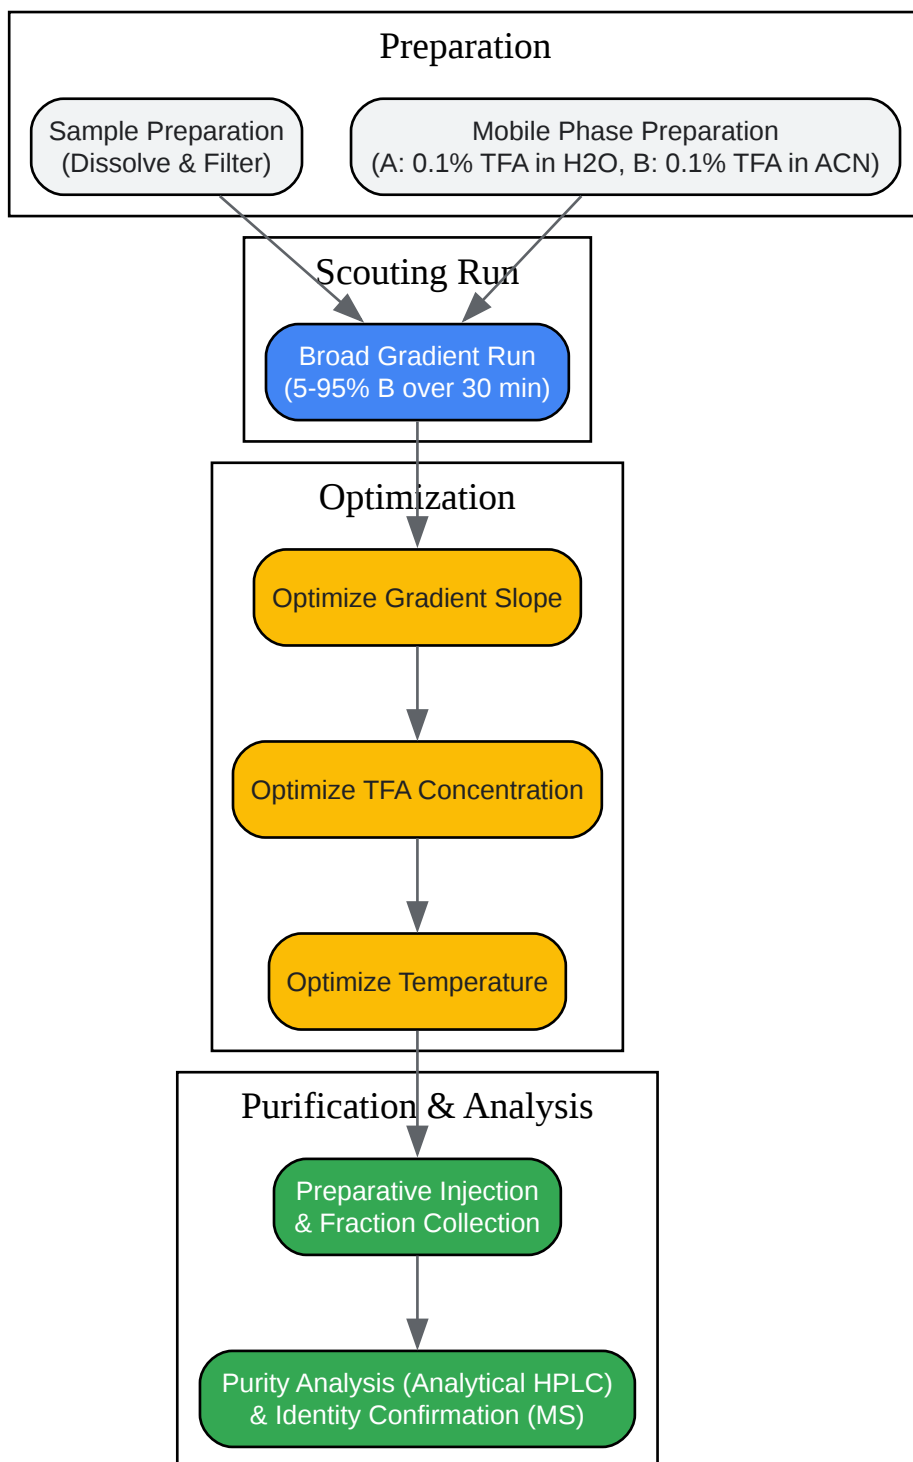 Preparation
Sample Preparation
(Dissolve & Filter)
Mobile Phase Preparation
(A: 0.1% TFA in H2O, B: 0.1% TFA in ACN)
Scouting Run
Broad Gradient Run
(5-95% B over 30 min)
Optimization
Optimize Gradient Slope
Optimize TFA Concentration
Optimize Temperature
Purification & Analysis
Preparative Injection
& Fraction Collection
Purity Analysis (Analytical HPLC)
& Identity Confirmation (MS)